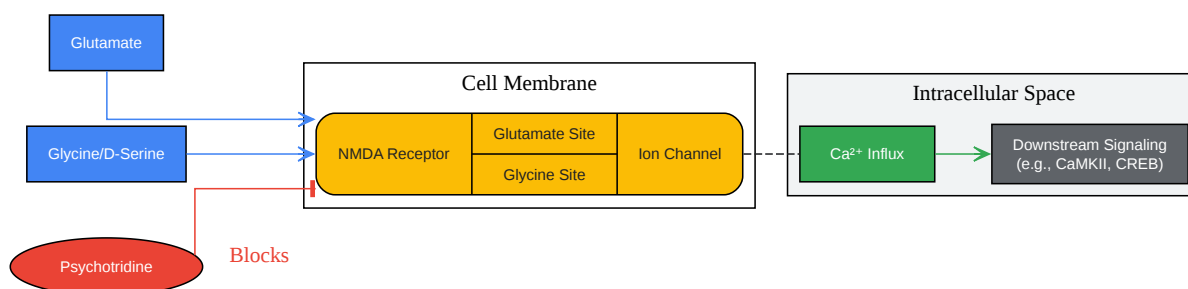 Glutamate
Cell Membrane
Intracellular Space
Glycine/D-Serine
NMDA Receptor
Glutamate Site
Glycine Site
Ion Channel
Ca²⁺ Influx
Downstream Signaling
(e.g., CaMKII, CREB)
Blocks
Psychotridine